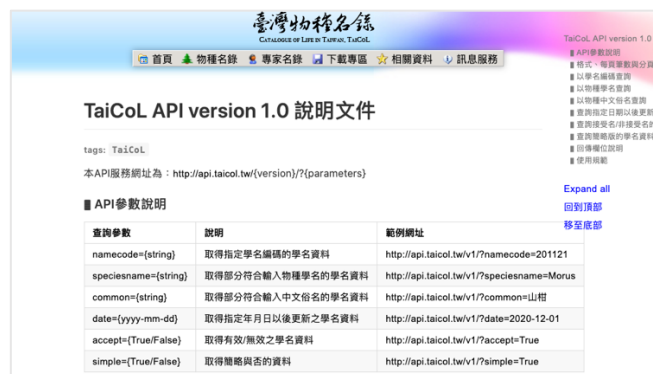 臺灣物種名錄
CATALOGUE OF LIFE IN TAIWAN, TAICOL
首頁 物種名錄 專家名錄 下載專區 相關資料 訊息服務
TaiCoL API version 1.0 說明文件
tags: TaiCoL
本API服務網址為：http://api.taicol.tw/{version}/?{parameters}
API參數說明
查詢參數 說明 範例網址
namecode={string} 取得指定學名編碼的學名資料 http://api.taicol.tw/v1/?namecode=201121
speciesname={string} 取得部分符合輸入物種學名的學名資料 http://api.taicol.tw/v1/?speciesname=Morus
common={string} 取得部分符合輸入中文俗名的學名資料 http://api.taicol.tw/v1/?common=山柑
date={yyyy-mm-dd} 取得指定年月日以後更新之學名資料 http://api.taicol.tw/v1/?date=2020-12-01
accept={True/False} 取得有效/無效之學名資料 http://api.taicol.tw/v1/?accept=True
simple={True/False} 取得簡略與否的資料 http://api.taicol.tw/v1/?simple=True
TaiCoL API version 1.0
API參數說明
格式、每頁筆數與分頁
以學名編碼查詢
以物種學名查詢
以物種中文俗名查詢
查詢指定日期以後更新
查詢接受名/非接受名的
查詢簡略版的學名資料
回傳欄位說明
使用規範
Expand all
回到頂部
移至底部